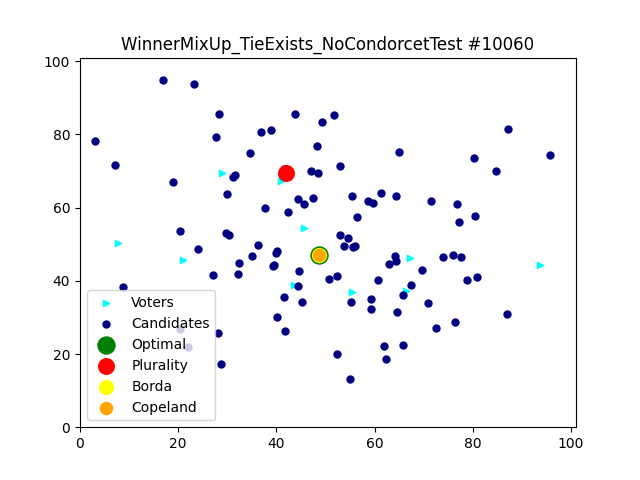 WinnerMixUp_TieExists_NoCondorcetTest #10060
100
80
60
40
20
0
Voters
Candidates
Optimal
Plurality
Borda
Copeland
0 20 40 60 80 100